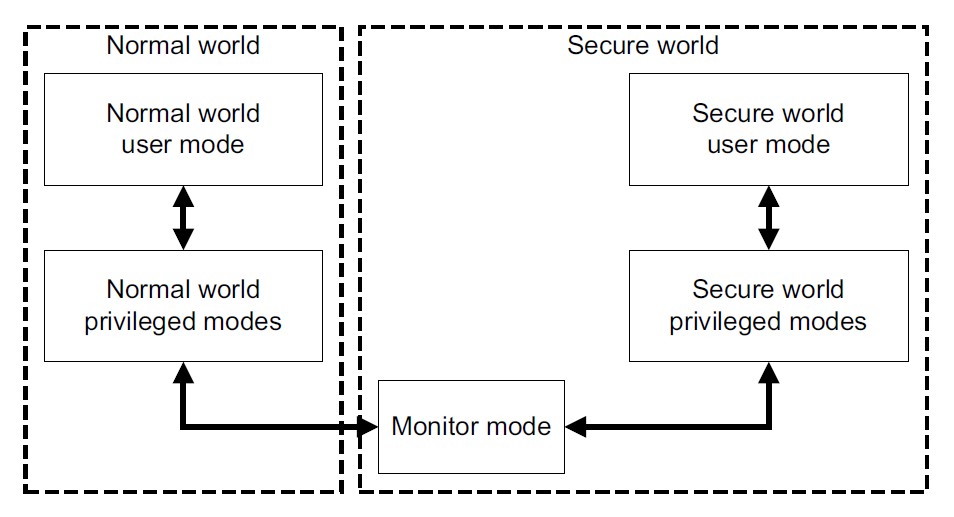 Normal world
Secure world
Normal world
user mode
Secure world
user mode
Normal world
privileged modes
Secure world
privileged modes
Monitor mode